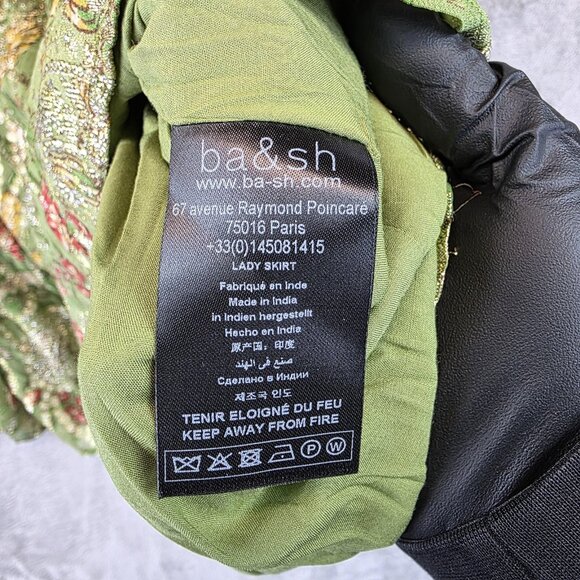 ba&sh
www.ba-sh.com
67 avenue Raymond Poincaré
75016 Paris
+33(0)145081415
LADY SKIRT
Fabriqué en Inde
Made in India
in Indien hergestellt
Hecho en India
原产国：印度
صنع في الهند
Сделано в Индии
제조국 인도
TENIR ELOIGNÉ DU FEU
KEEP AWAY FROM FIRE
P W